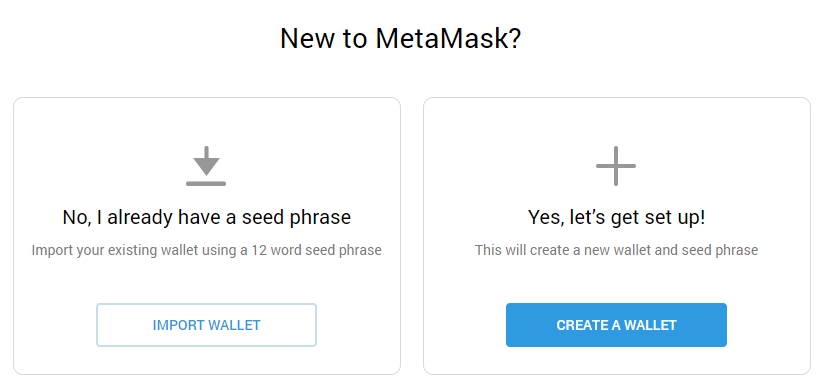 New to MetaMask?
No, I already have a seed phrase
Import your existing wallet using a 12 word seed phrase
IMPORT WALLET
Yes, let’s get set up!
This will create a new wallet and seed phrase
CREATE A WALLET